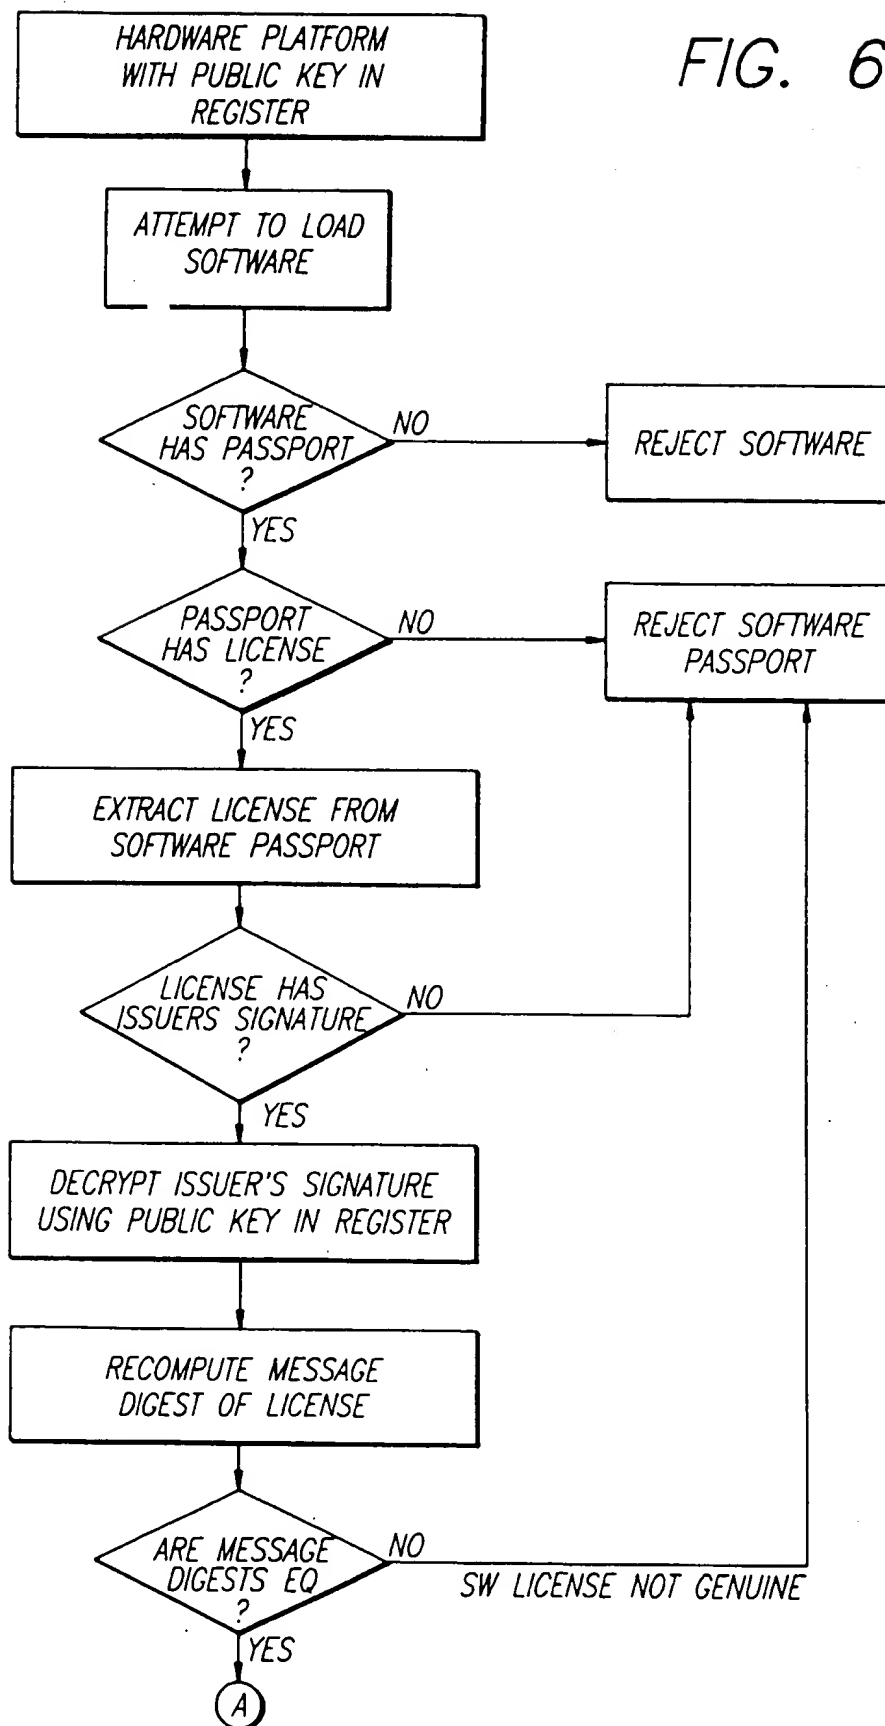 HARDWARE PLATFORM
WITH PUBLIC KEY IN
REGISTER
FIG. 6
ATTEMPT TO LOAD
SOFTWARE
SOFTWARE
HAS PASSPORT
?
NO
REJECT SOFTWARE
YES
PASSPORT
HAS LICENSE
?
NO
REJECT SOFTWARE
PASSPORT
YES
EXTRACT LICENSE FROM
SOFTWARE PASSPORT
LICENSE HAS
ISSUERS SIGNATURE
?
NO
YES
DECRYPT ISSUER'S SIGNATURE
USING PUBLIC KEY IN REGISTER
RECOMPUTE MESSAGE
DIGEST OF LICENSE
ARE MESSAGE
DIGESTS EQ
?
NO
SW LICENSE NOT GENUINE
YES
A